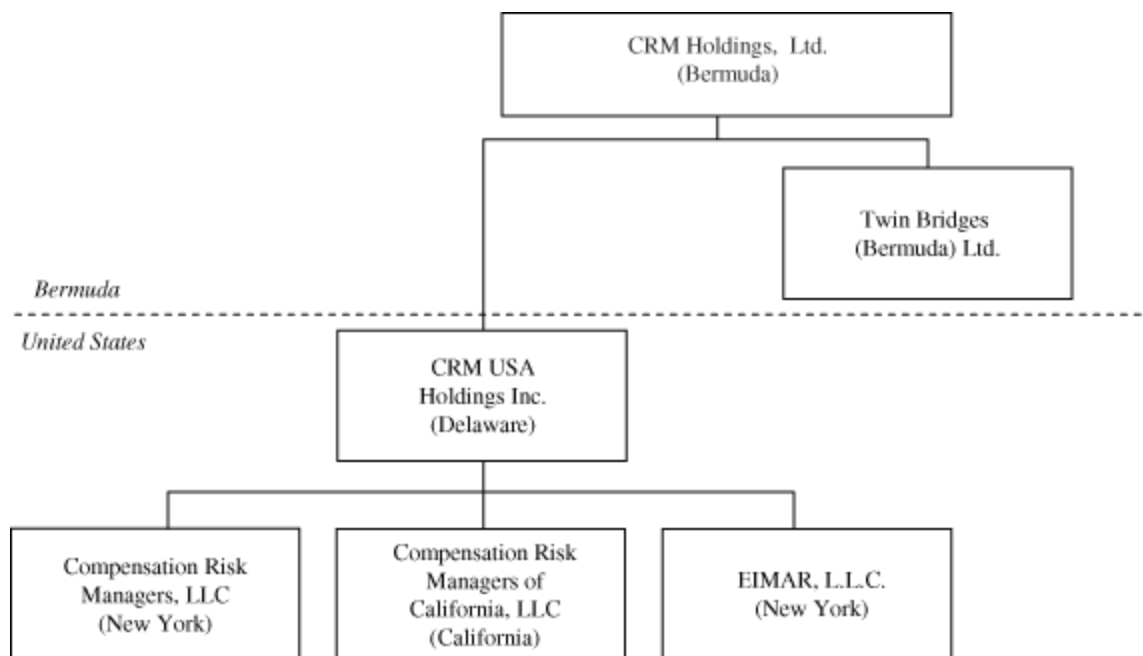 CRM Holdings, Ltd.
(Bermuda)
Twin Bridges
(Bermuda) Ltd.
Bermuda
United States
CRM USA
Holdings Inc.
(Delaware)
Compensation Risk
Managers, LLC
(New York)
Compensation Risk
Managers of
California, LLC
(California)
EIMAR, L.L.C.
(New York)